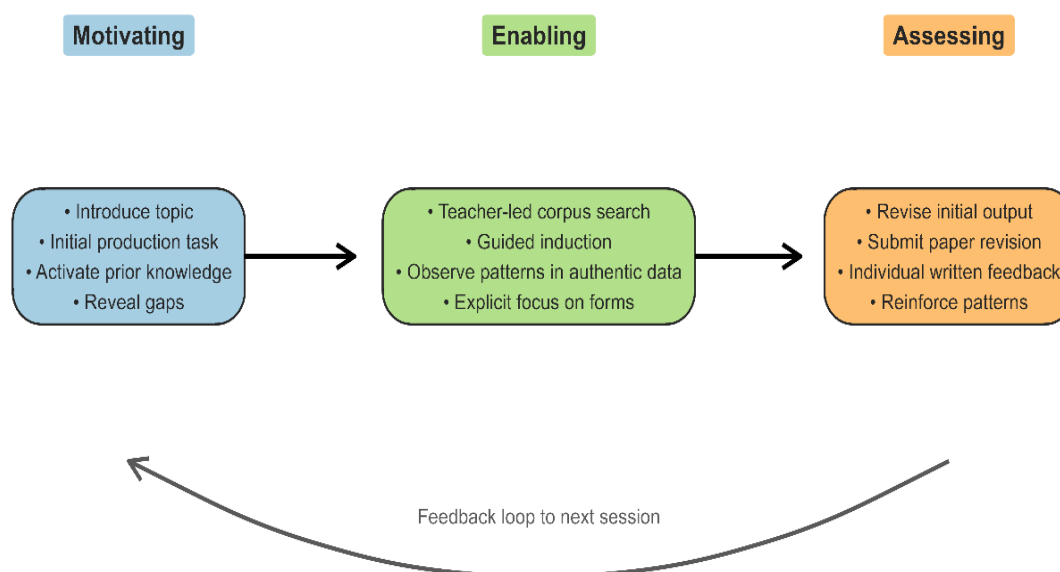 Motivating
Enabling
Assessing
• Introduce topic
• Initial production task
• Activate prior knowledge
• Reveal gaps
• Teacher-led corpus search
• Guided induction
• Observe patterns in authentic data
• Explicit focus on forms
• Revise initial output
• Submit paper revision
• Individual written feedback
• Reinforce patterns
Feedback loop to next session